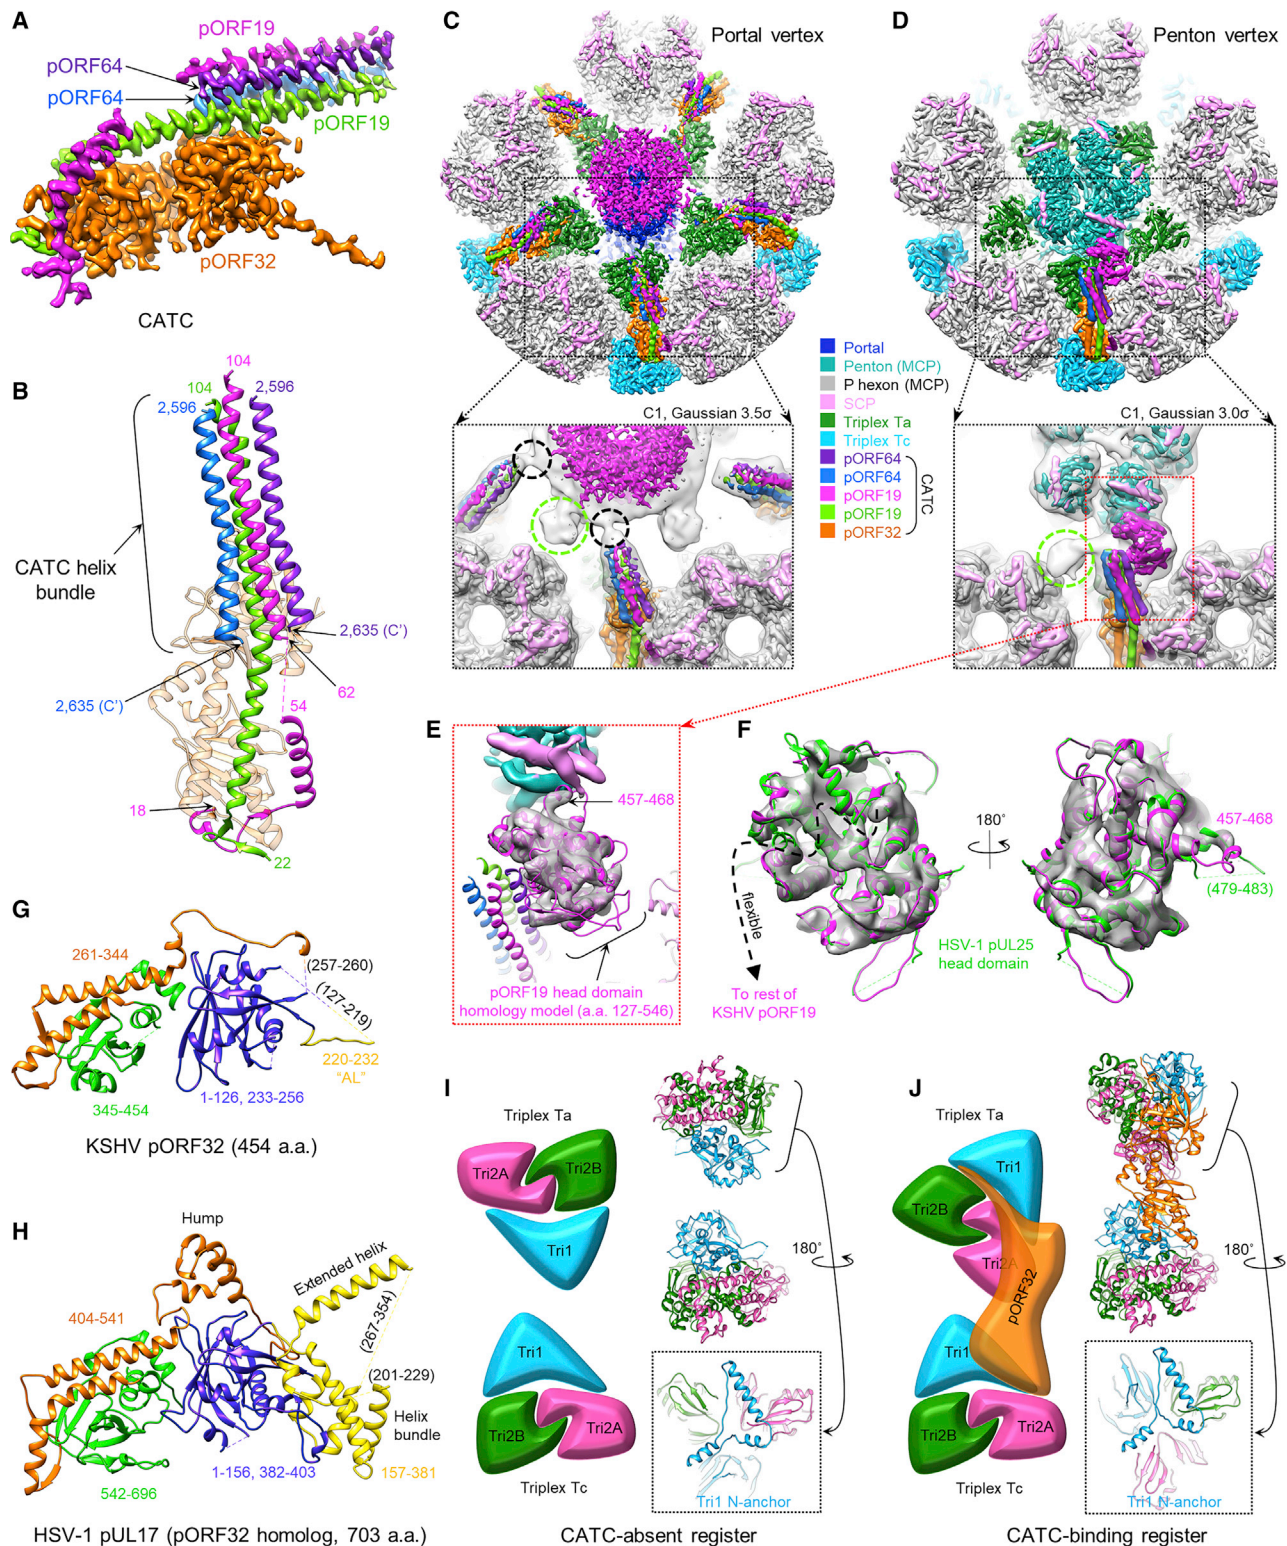 A
pORF19
pORF64
pORF64
pORF19
pORF32
CATC
B
104
104
2,596
2,596
CATC helix
bundle
2,635 (C')
62
2,635 (C')
54
18
22
C
Portal vertex
D
Penton vertex
Portal
Penton (MCP)
P hexon (MCP)
SCP
Triplex Ta
Triplex Tc
pORF64
pORF64
pORF19
pORF19
pORF32
CATC
C1, Gaussian 3.5σ
C1, Gaussian 3.0σ
E
457-468
pORF19 head domain
homology model (a.a. 127-546)
F
180°
457-468
(479-483)
flexible
HSV-1 pUL25
head domain
To rest of
KSHV pORF19
G
261-344
(257-260)
(127-219)
220-232
"AL"
345-454
1-126, 233-256
KSHV pORF32 (454 a.a.)
H
Hump
Extended helix
404-541
(267-354)
(201-229)
Helix
bundle
1-156, 382-403
157-381
542-696
HSV-1 pUL17 (pORF32 homolog, 703 a.a.)
I
Triplex Ta
Tri2A
Tri2B
Tri1
180°
Tri1
Tri2B
Tri2A
Triplex Tc
Tri1 N-anchor
CATC-absent register
J
Triplex Ta
Tri1
Tri2B
Tri2A
pORF32
180°
Tri1
Tri2B
Tri2A
Triplex Tc
Tri1 N-anchor
CATC-binding register